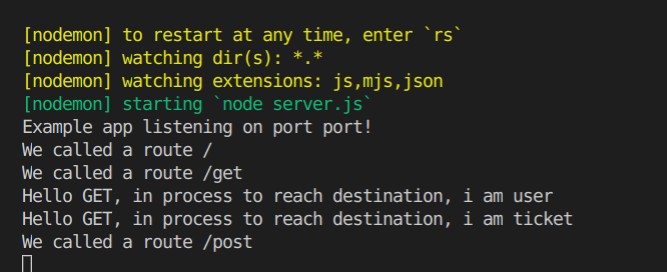 [nodemon] to restart at any time, enter `rs`
[nodemon] watching dir(s): *.*
[nodemon] watching extensions: js,mjs,json
[nodemon] starting `node server.js`
Example app listening on port port!
We called a route /
We called a route /get
Hello GET, in process to reach destination, i am user
Hello GET, in process to reach destination, i am ticket
We called a route /post